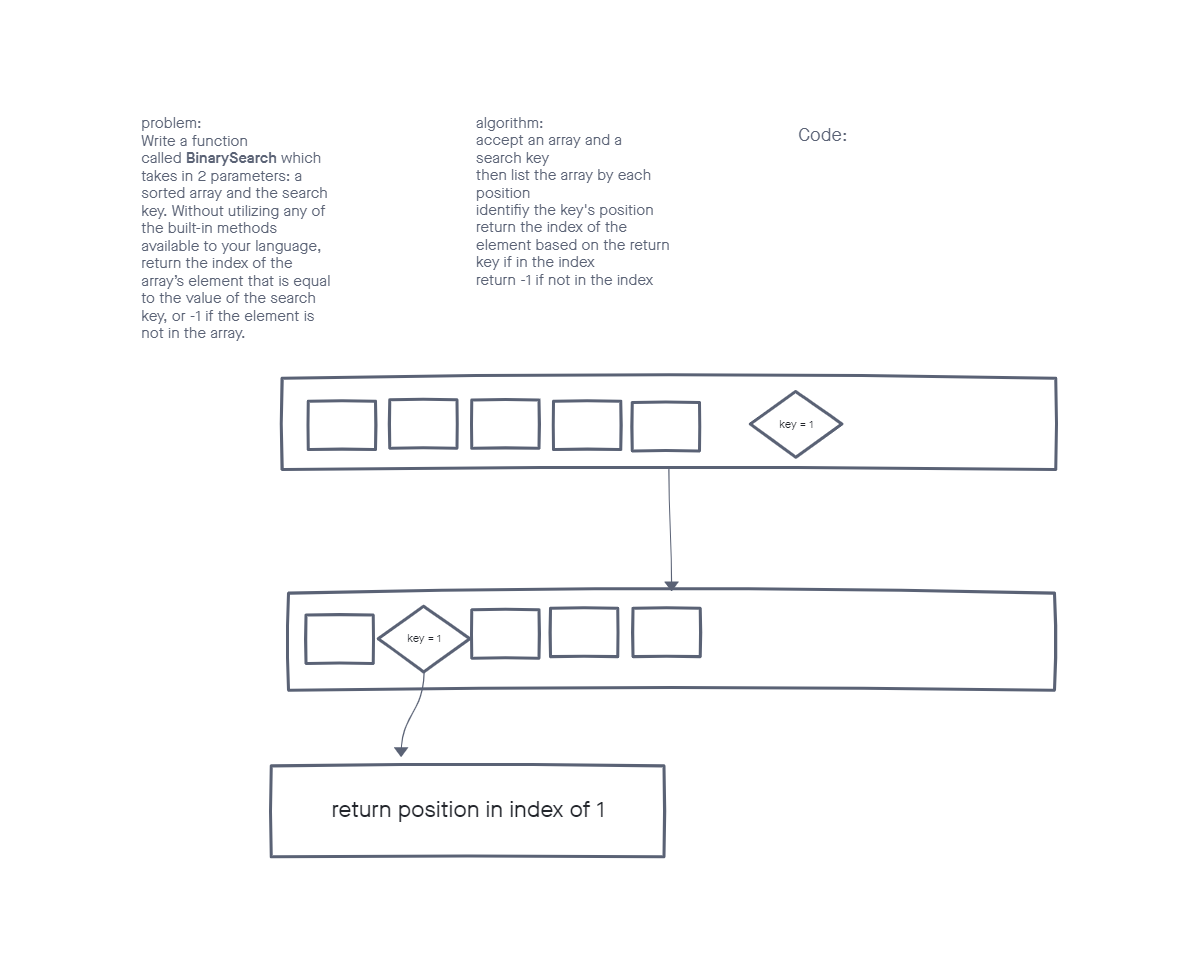 problem:
Write a function
called BinarySearch which
takes in 2 parameters: a
sorted array and the search
key. Without utilizing any of
the built-in methods
available to your language,
return the index of the
array’s element that is equal
to the value of the search
key, or -1 if the element is
not in the array.
algorithm:
accept an array and a
search key
then list the array by each
position
identifiy the key's position
return the index of the
element based on the return
key if in the index
return -1 if not in the index
Code:
key = 1
key = 1
return position in index of 1